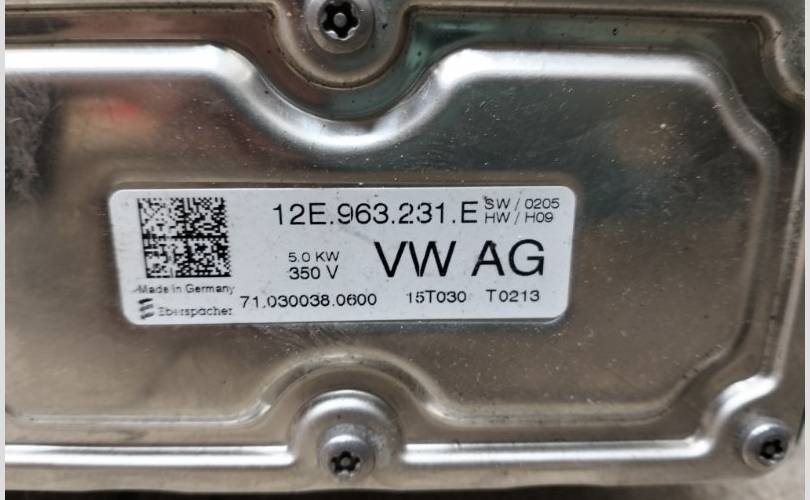 12E.963.231.E SW / 0205
HW / H09
5.0 KW
350 V
VW AG
Made in Germany
Eberspächer
71.030038.0600 15T030 T0213